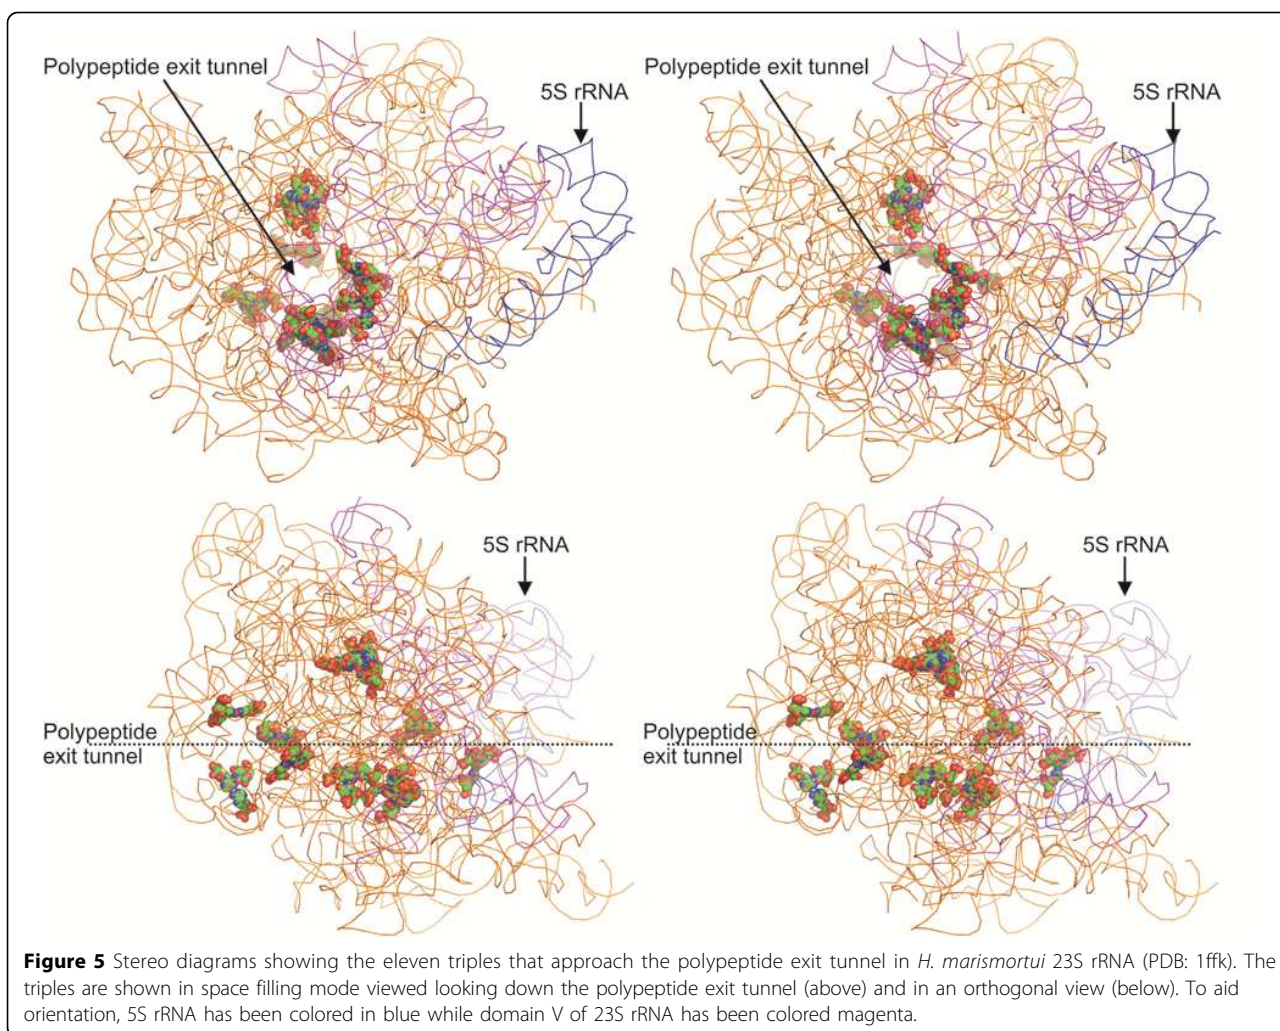 Polypeptide exit tunnel
5S rRNA
Polypeptide exit tunnel
5S rRNA
5S rRNA
Polypeptide
exit tunnel
5S rRNA
Polypeptide
exit tunnel
Figure 5 Stereo diagrams showing the eleven triples that approach the polypeptide exit tunnel in H. marismortui 23S rRNA (PDB: 1ffk). The
triples are shown in space filling mode viewed looking down the polypeptide exit tunnel (above) and in an orthogonal view (below). To aid
orientation, 5S rRNA has been colored in blue while domain V of 23S rRNA has been colored magenta.